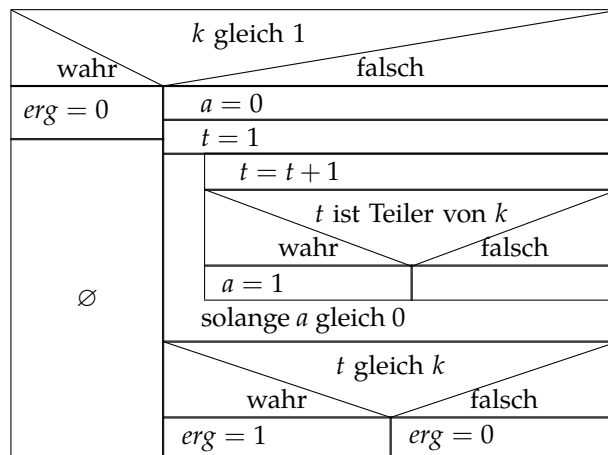 k gleich 1
wahr falsch
erg = 0
a = 0
t = 1
t = t + 1
t ist Teiler von k
wahr falsch
∅
a = 1
solange a gleich 0
t gleich k
wahr falsch
erg = 1 erg = 0